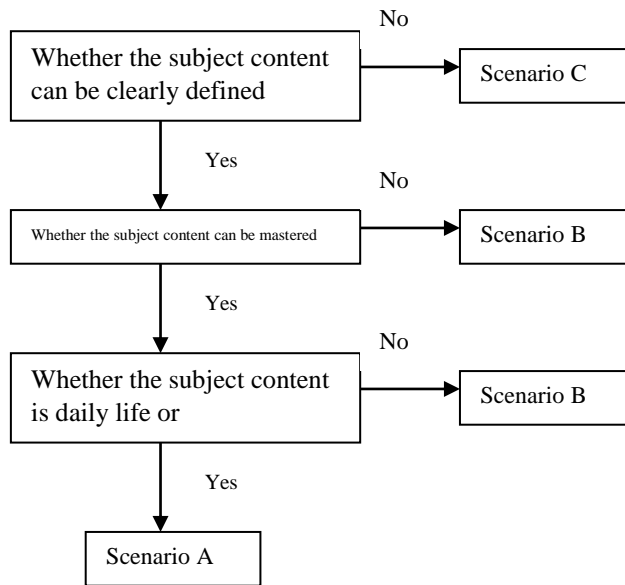 No
Whether the subject content
can be clearly defined
Scenario C
Yes
No
Whether the subject content can be mastered
Scenario B
Yes
No
Whether the subject content
is daily life or
Scenario B
Yes
Scenario A